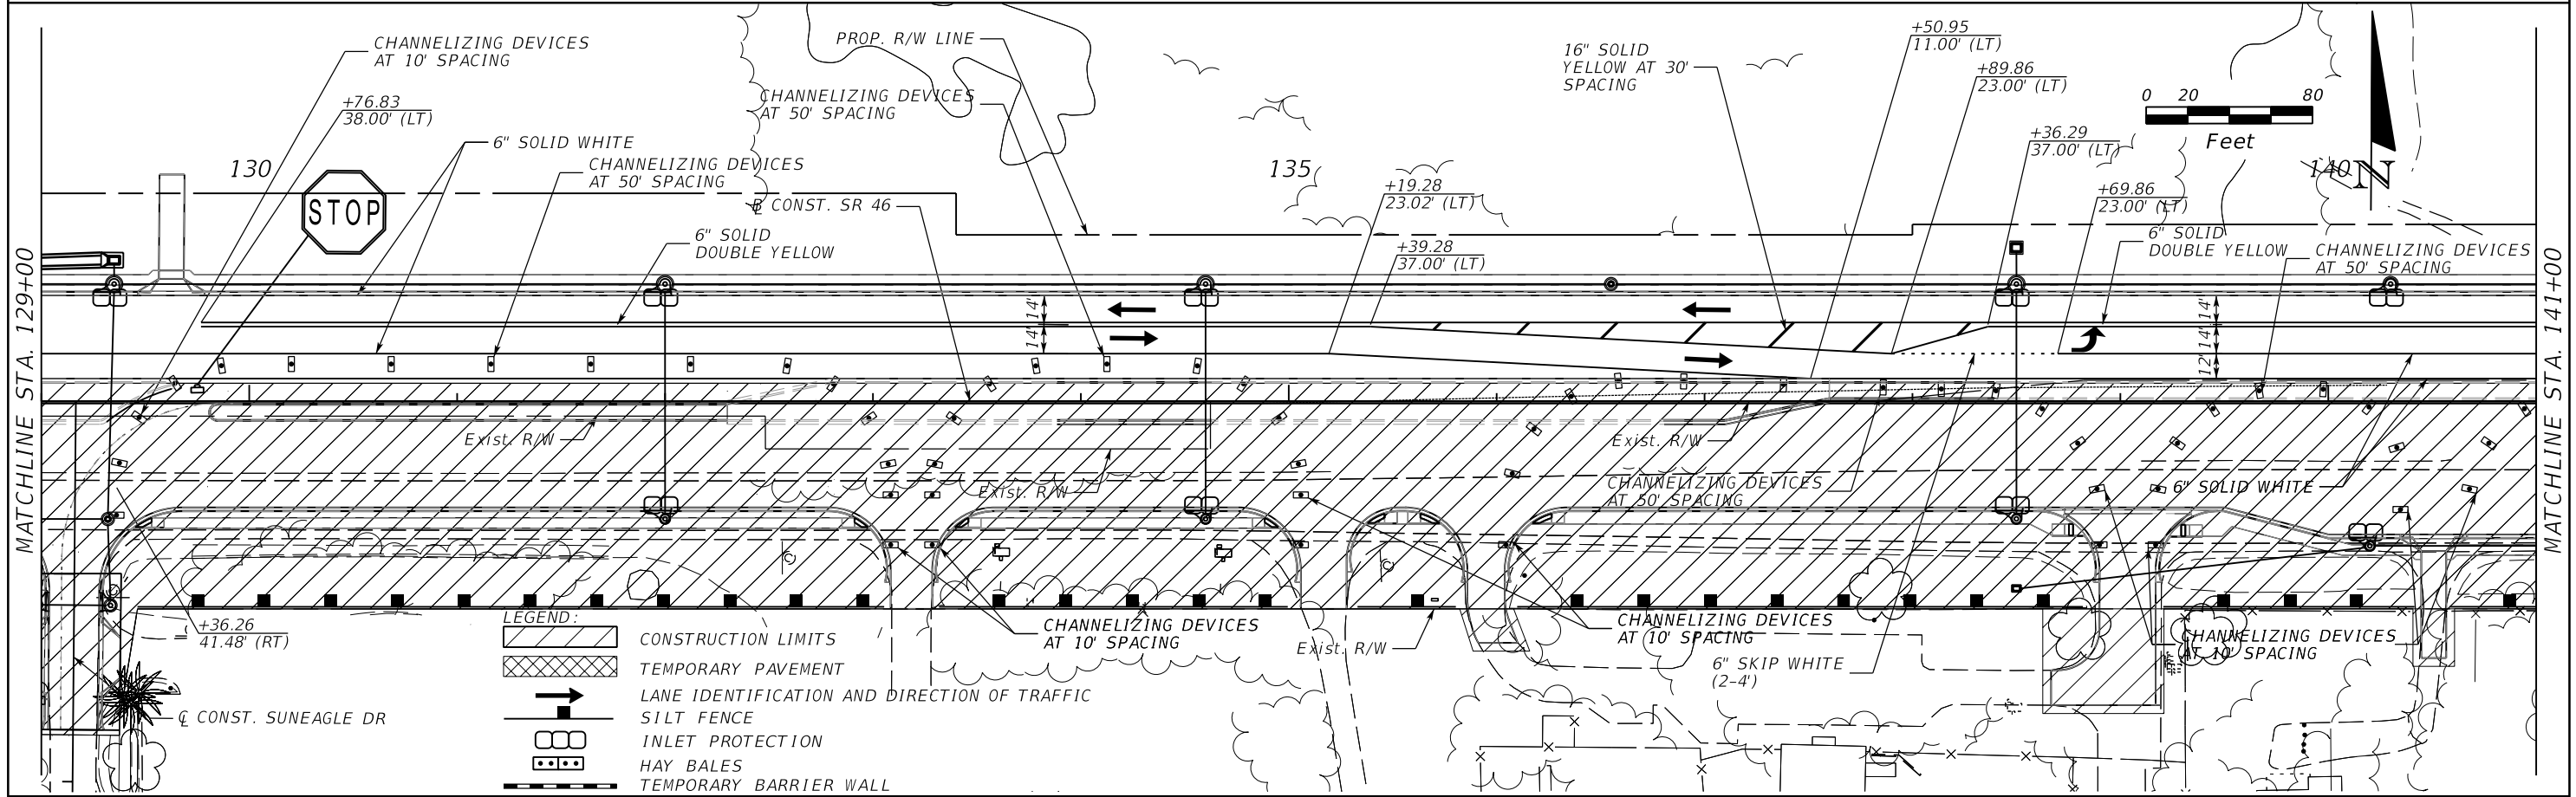 CHANNELIZING DEVICES
AT 10' SPACING
+76.83
38.00' (LT)
6" SOLID WHITE
CHANNELIZING DEVICES
AT 50' SPACING
130
STOP
PROP. R/W LINE
CHANNELIZING DEVICES
AT 50' SPACING
℄ CONST. SR 46
6" SOLID
DOUBLE YELLOW
135
16" SOLID
YELLOW AT 30'
SPACING
+50.95
11.00' (LT)
+89.86
23.00' (LT)
+36.29
37.00' (LT)
+19.28
23.02' (LT)
+39.28
37.00' (LT)
+69.86
23.00' (LT)
0 20 80
Feet
140
N
6" SOLID
DOUBLE YELLOW
CHANNELIZING DEVICES
AT 50' SPACING
14'
14'
14'
14'
12'
MATCHLINE STA. 129+00
MATCHLINE STA. 141+00
Exist. R/W
Exist. R/W
Exist. R/W
CHANNELIZING DEVICES
AT 50' SPACING
6" SOLID WHITE
+36.26
41.48' (RT)
℄ CONST. SUNEAGLE DR
CHANNELIZING DEVICES
AT 10' SPACING
Exist. R/W
CHANNELIZING DEVICES
AT 10' SPACING
6" SKIP WHITE
(2-4')
CHANNELIZING DEVICES
AT 10' SPACING
LEGEND:
CONSTRUCTION LIMITS
TEMPORARY PAVEMENT
LANE IDENTIFICATION AND DIRECTION OF TRAFFIC
SILT FENCE
INLET PROTECTION
HAY BALES
TEMPORARY BARRIER WALL